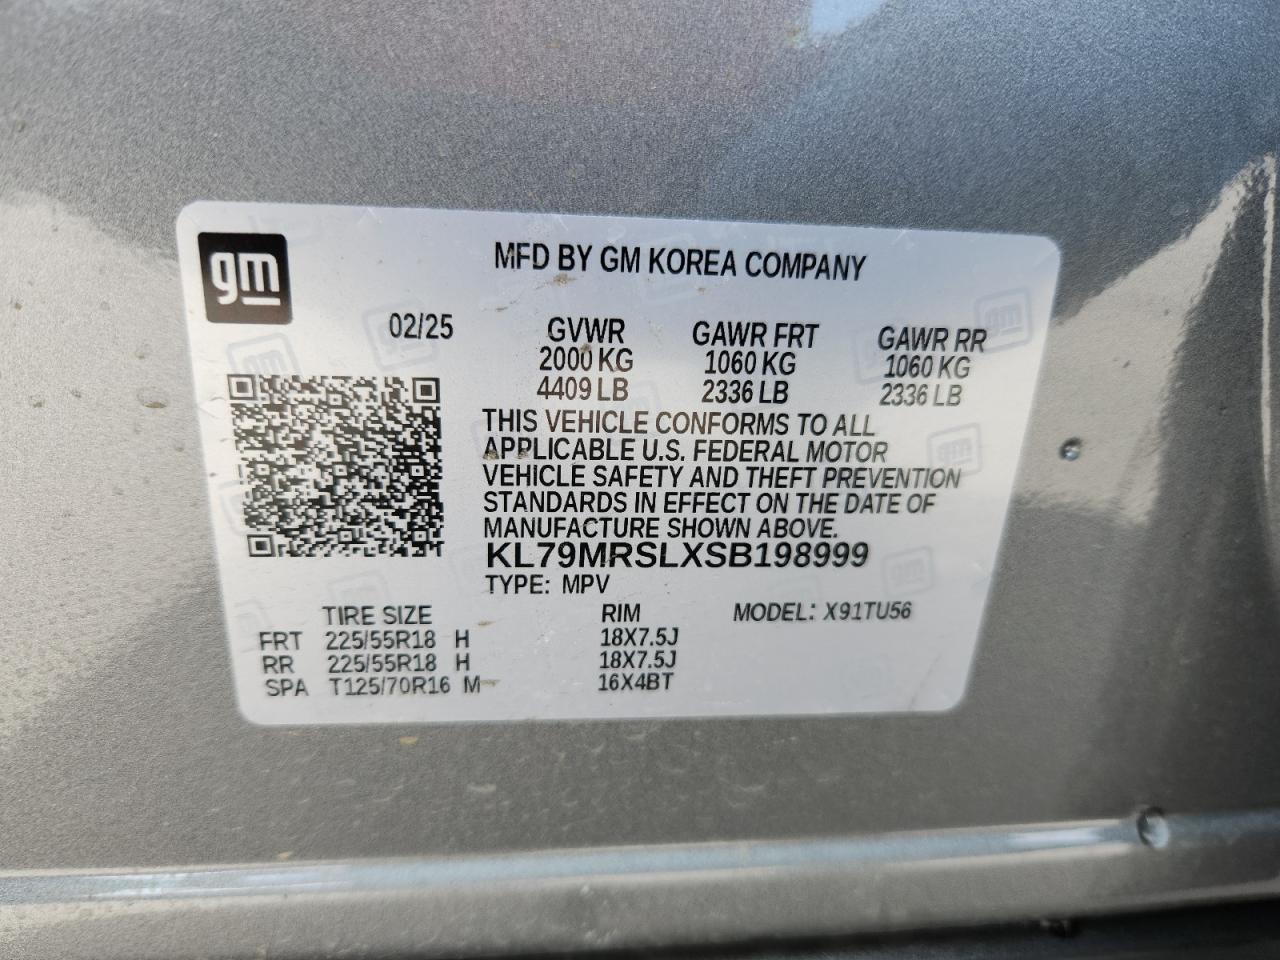 gm
MFD BY GM KOREA COMPANY
02/25 GVWR GAWR FRT GAWR RR
2000 KG 1060 KG 1060 KG
4409 LB 2336 LB 2336 LB
THIS VEHICLE CONFORMS TO ALL
APPLICABLE U.S. FEDERAL MOTOR
VEHICLE SAFETY AND THEFT PREVENTION
STANDARDS IN EFFECT ON THE DATE OF
MANUFACTURE SHOWN ABOVE.
KL79MRSLXSB198999
TYPE: MPV
TIRE SIZE RIM MODEL: X91TU56
FRT 225/55R18 H 18X7.5J
RR 225/55R18 H 18X7.5J
SPA T125/70R16 M 16X4BT